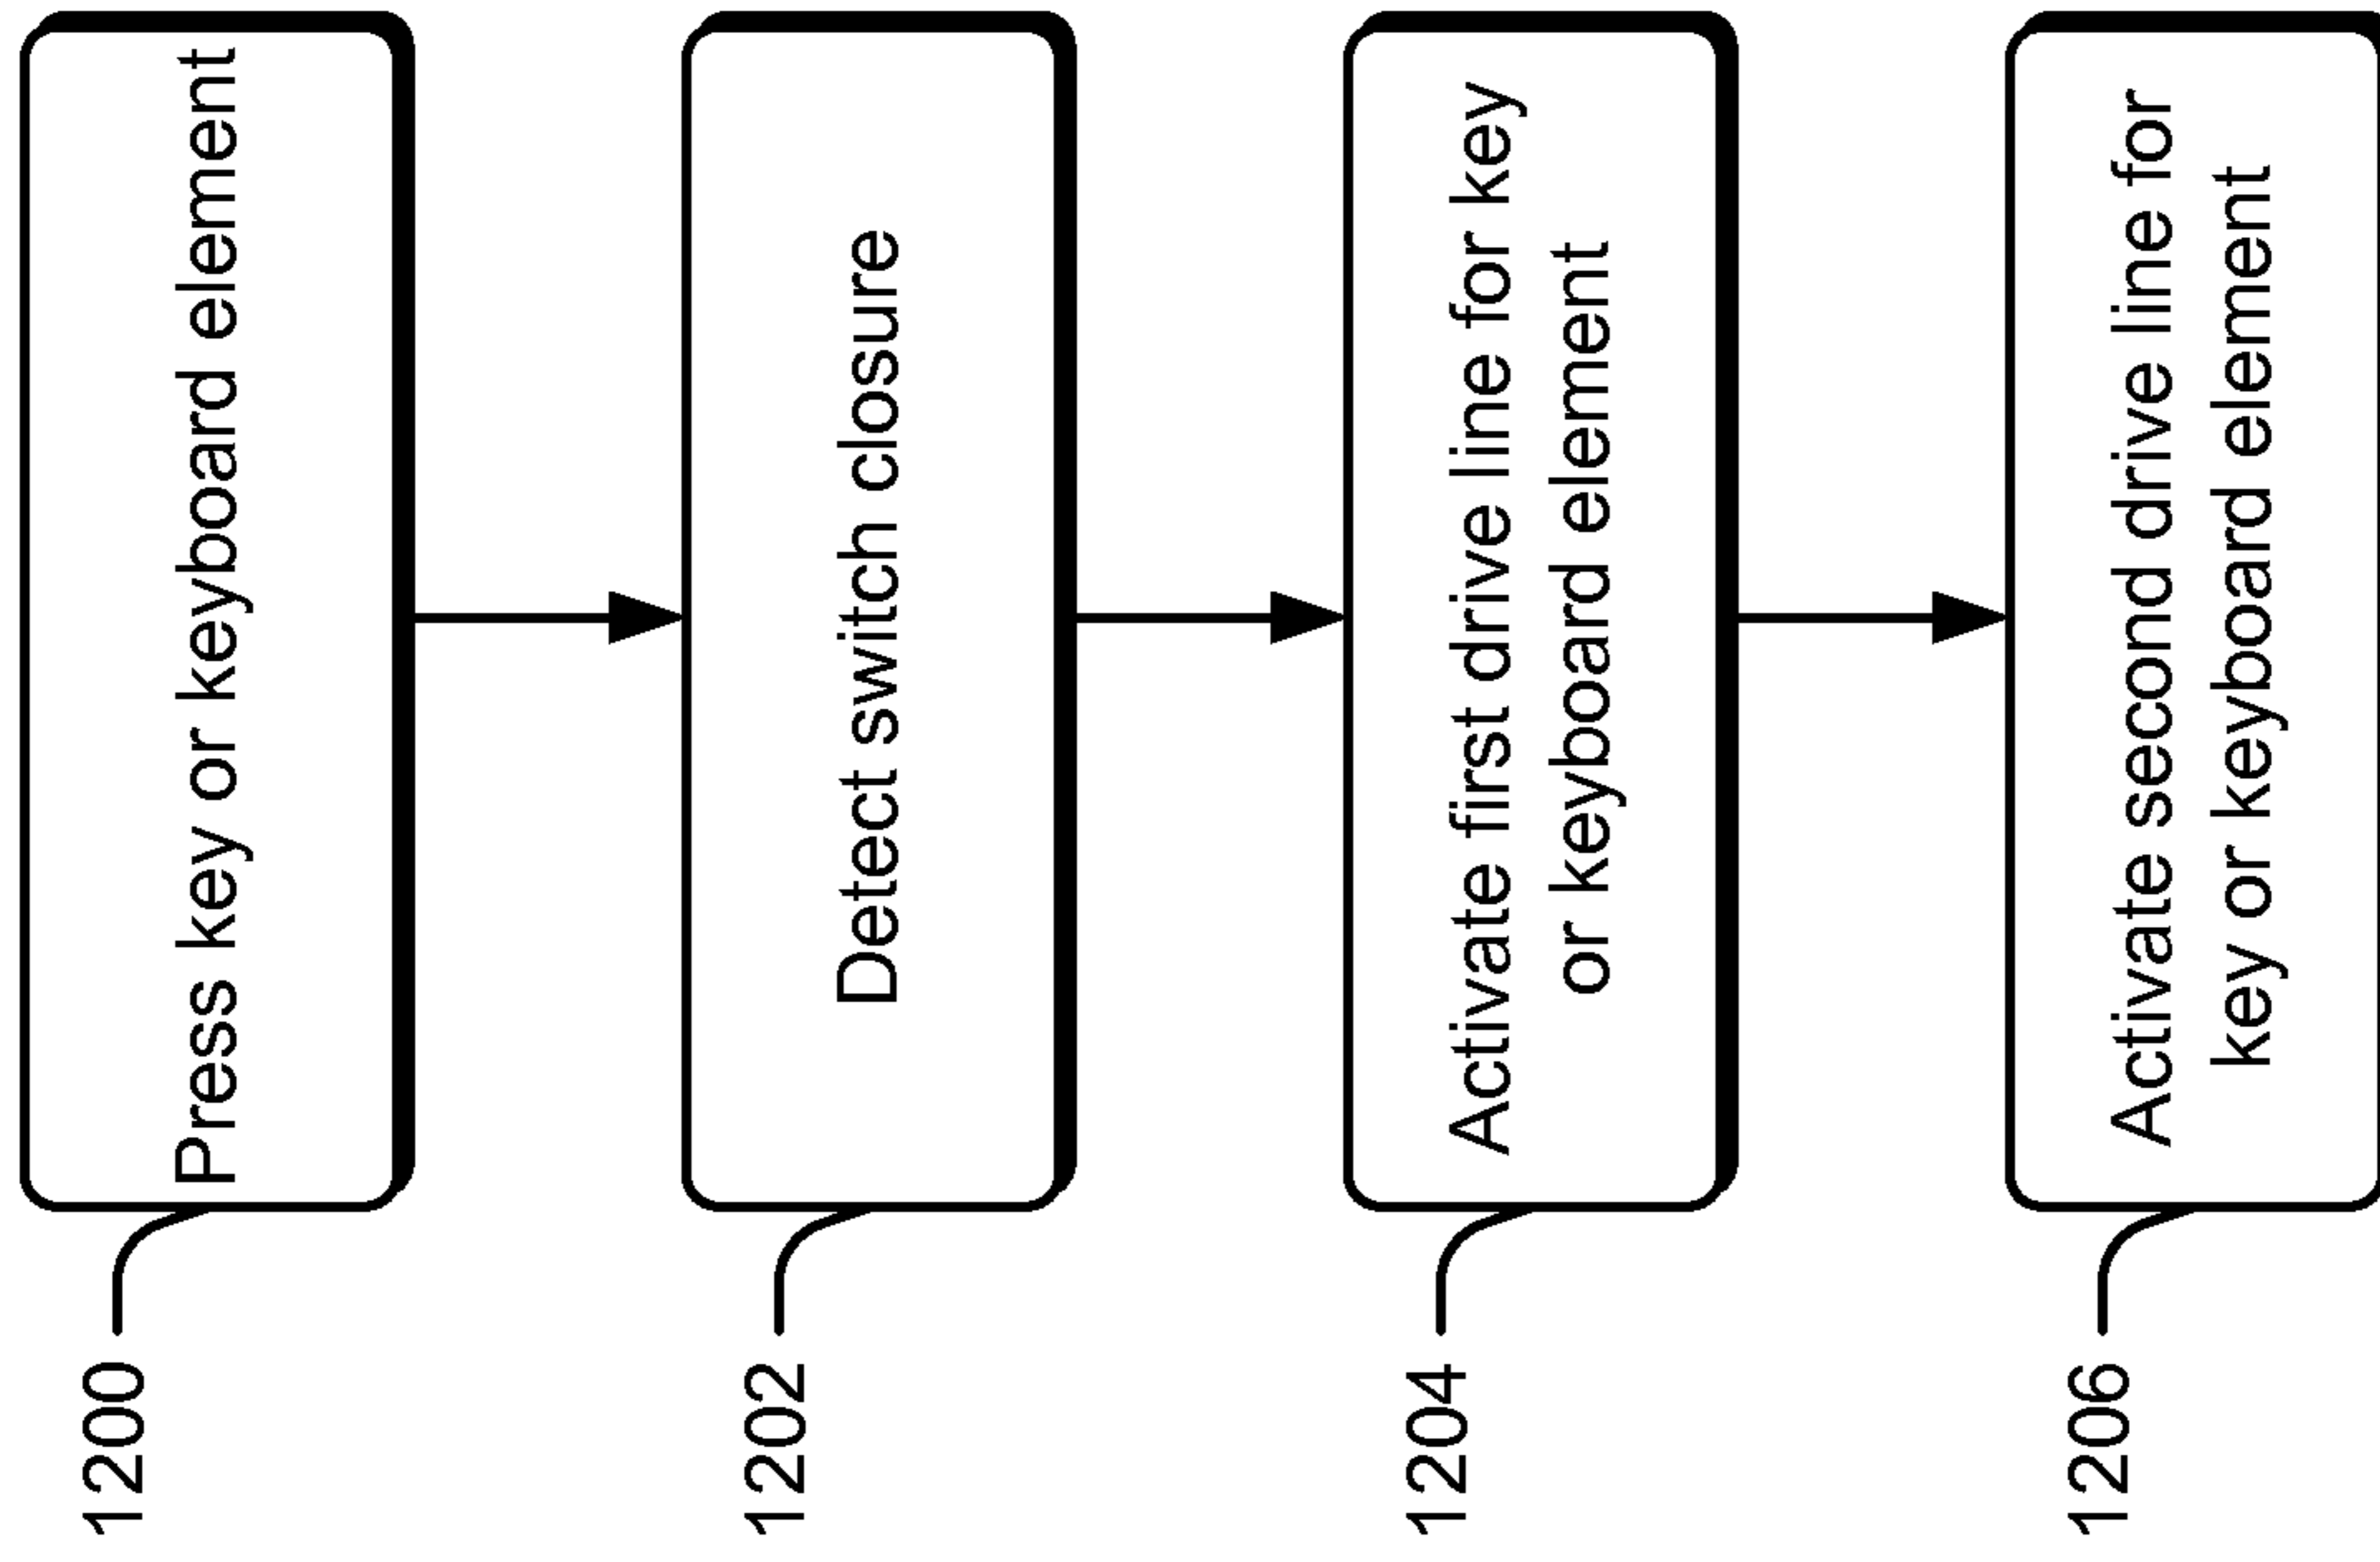 1200
Press key or keyboard element
1202
Detect switch closure
1204
Activate first drive line for key
or keyboard element
1206
Activate second drive line for
key or keyboard element